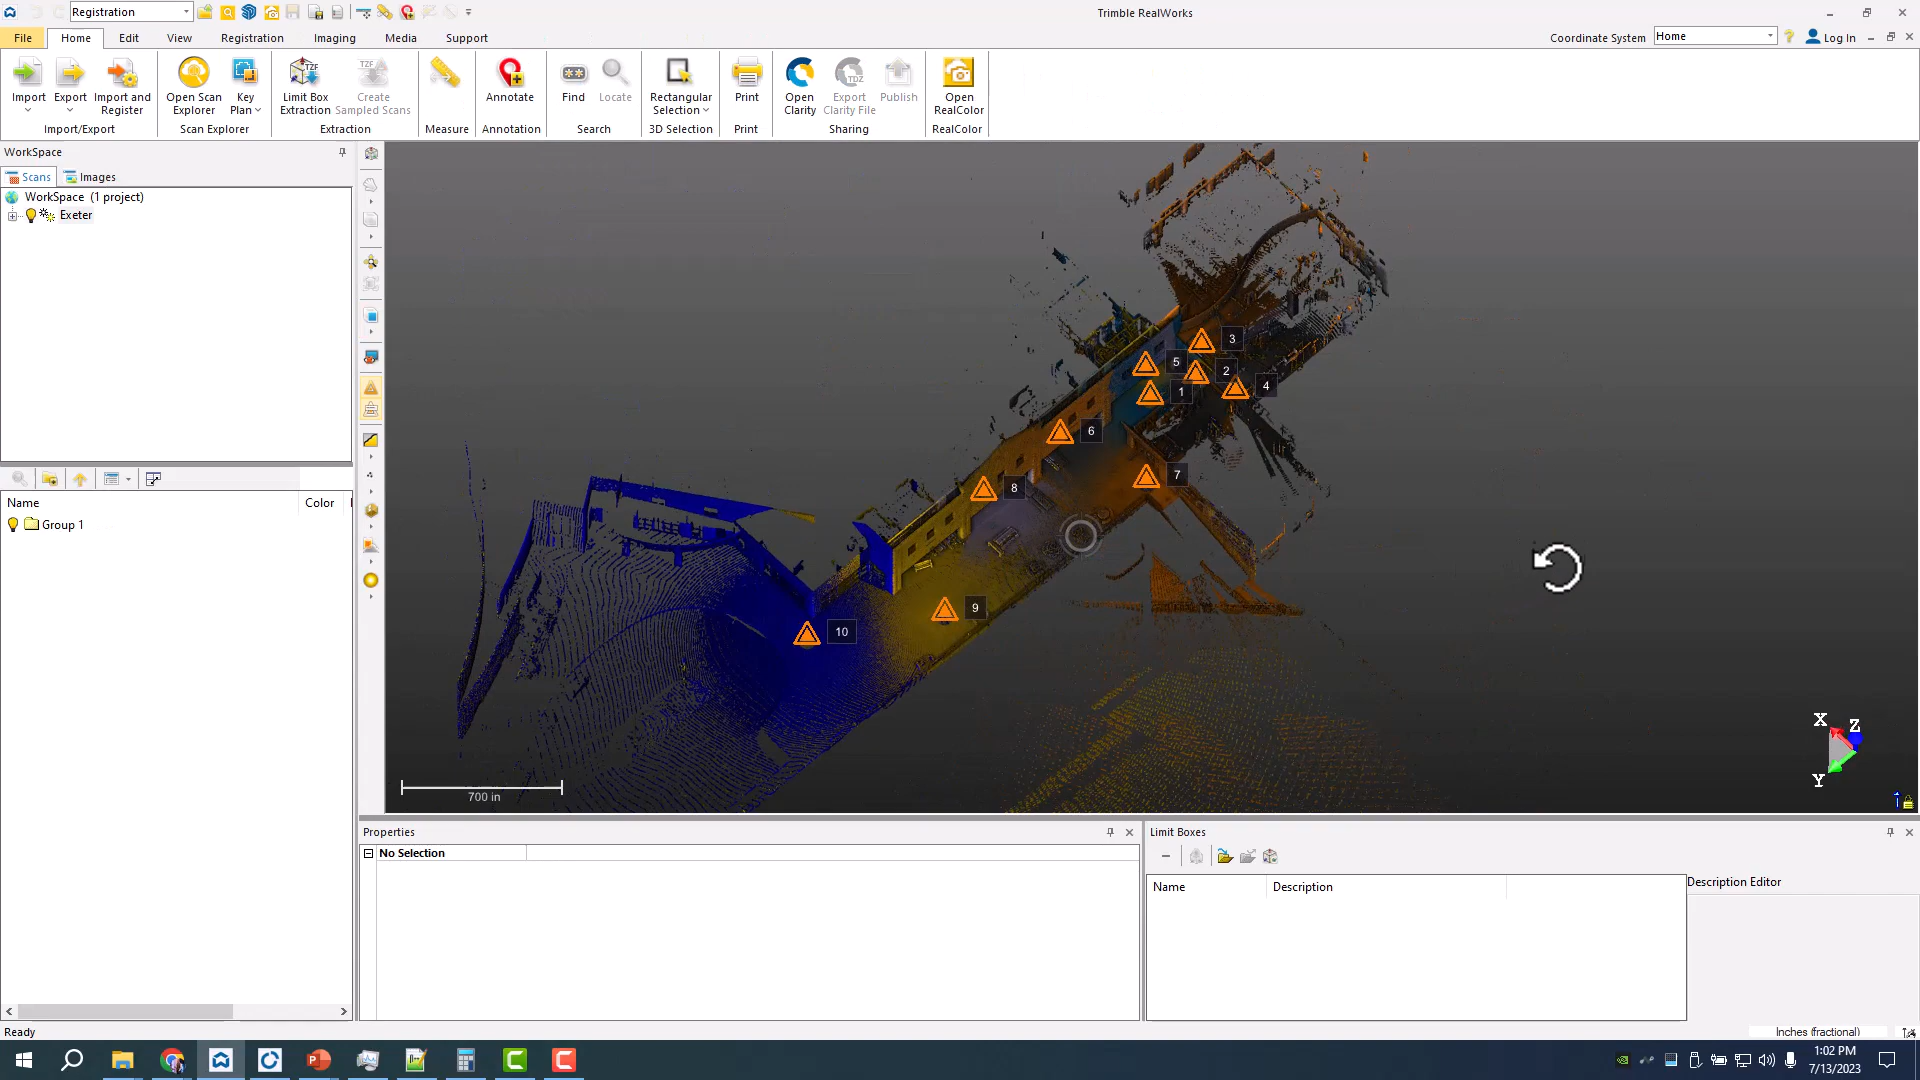 Registration
Trimble RealWorks
File Home Edit View Registration Imaging Media Support
Coordinate System Home Log In
Import
Export
Import and
Register
Open Scan
Explorer
Key
Plan
Limit Box
Extraction
TZF
Create
Sampled Scans
TZF
Annotate
Find
Locate
Rectangular
Selection
Print
Open
Clarity
Export
Clarity File
TDZ
Publish
Open
RealColor
Import/Export Scan Explorer Extraction Measure Annotation Search 3D Selection Print Sharing RealColor
WorkSpace
Scans Images
WorkSpace (1 project)
Exeter
Name Color
Group 1
3
5
2
4
1
6
7
8
9
10
X
Z
Y
700 in
Properties
No Selection
Limit Boxes
Name Description
Description Editor
Ready
Inches (fractional)
1:02 PM
7/13/2023